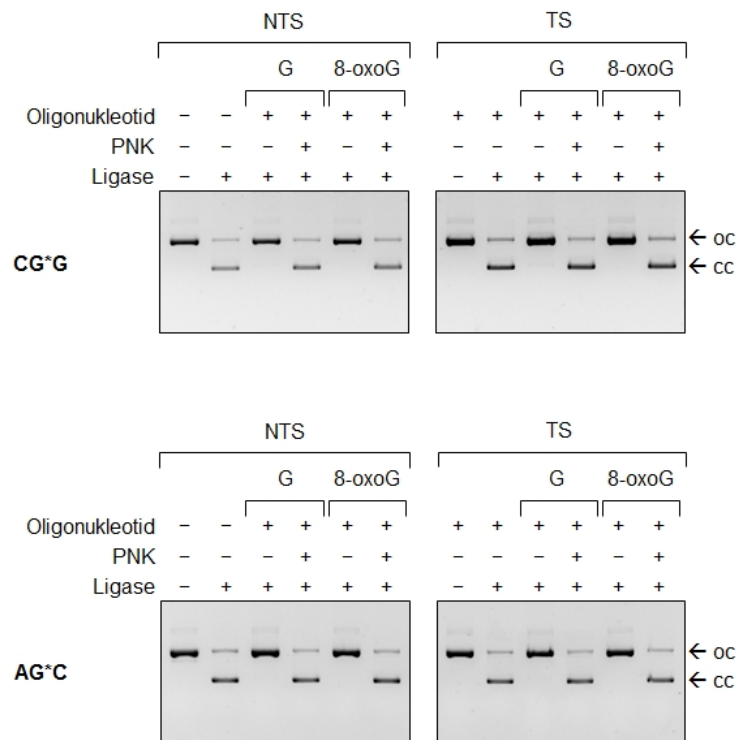 NTS TS
G 8-oxoG G 8-oxoG
Oligonukleotid – – + + + + + + + + + +
PNK – – – + – + – – – + – +
Ligase – + + + + + – + + + + +
CG*G
← oc
← cc
NTS TS
G 8-oxoG G 8-oxoG
Oligonukleotid – – + + + + + + + + + +
PNK – – – + – + – – – + – +
Ligase – + + + + + – + + + + +
AG*C
← oc
← cc